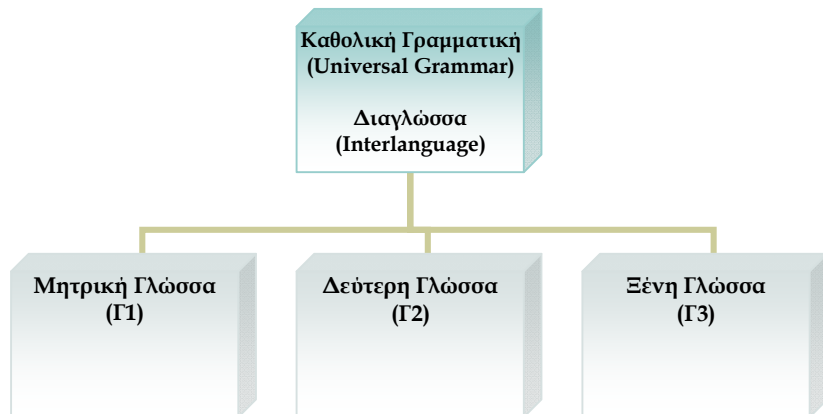 Καθολική Γραμματική
(Universal Grammar)
Διαγλώσσα
(Interlanguage)
Μητρική Γλώσσα
(Γ1)
Δεύτερη Γλώσσα
(Γ2)
Ξένη Γλώσσα
(Γ3)